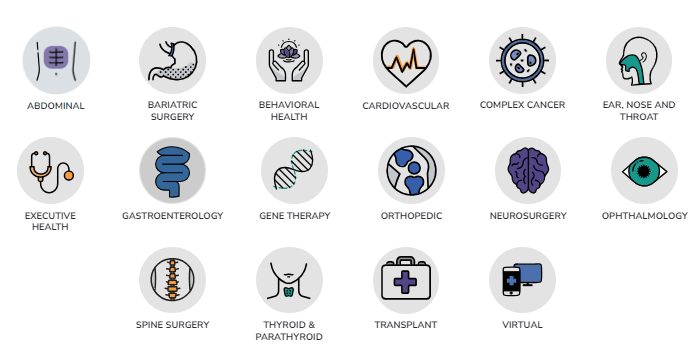 ABDOMINAL
BARIATRIC
SURGERY
BEHAVIORAL
HEALTH
CARDIOVASCULAR
COMPLEX CANCER
EAR, NOSE AND
THROAT
EXECUTIVE
HEALTH
GASTROENTEROLOGY
GENE THERAPY
ORTHOPEDIC
NEUROSURGERY
OPHTHALMOLOGY
SPINE SURGERY
THYROID &
PARATHYROID
TRANSPLANT
VIRTUAL